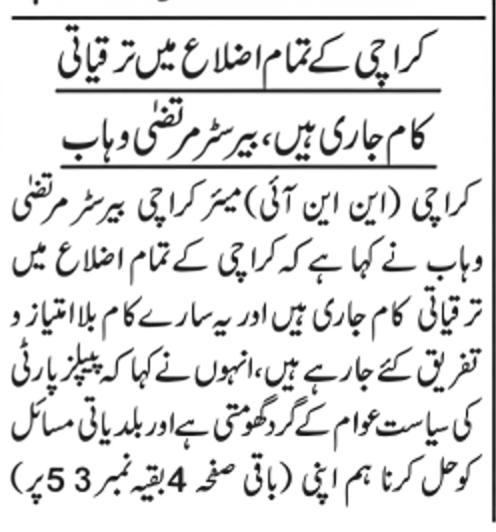 کراچی کے تمام اضلاع میں ترقیاتی
کام جاری ہیں، بیرسٹر مرتضیٰ وہاب
کراچی (این این آئی) میئر کراچی بیرسٹر مرتضیٰ
وہاب نے کہا ہے کہ کراچی کے تمام اضلاع میں
ترقیاتی کام جاری ہیں اور یہ سارے کام بلا امتیاز و
تفریق کئے جارہے ہیں، انہوں نے کہا کہ پیپلز پارٹی
کی سیاست عوام کے گرد گھومتی ہے اور بلدیاتی مسائل
کو حل کرنا ہم اپنی (باقی صفحہ 4 بقیہ نمبر 53 پر)